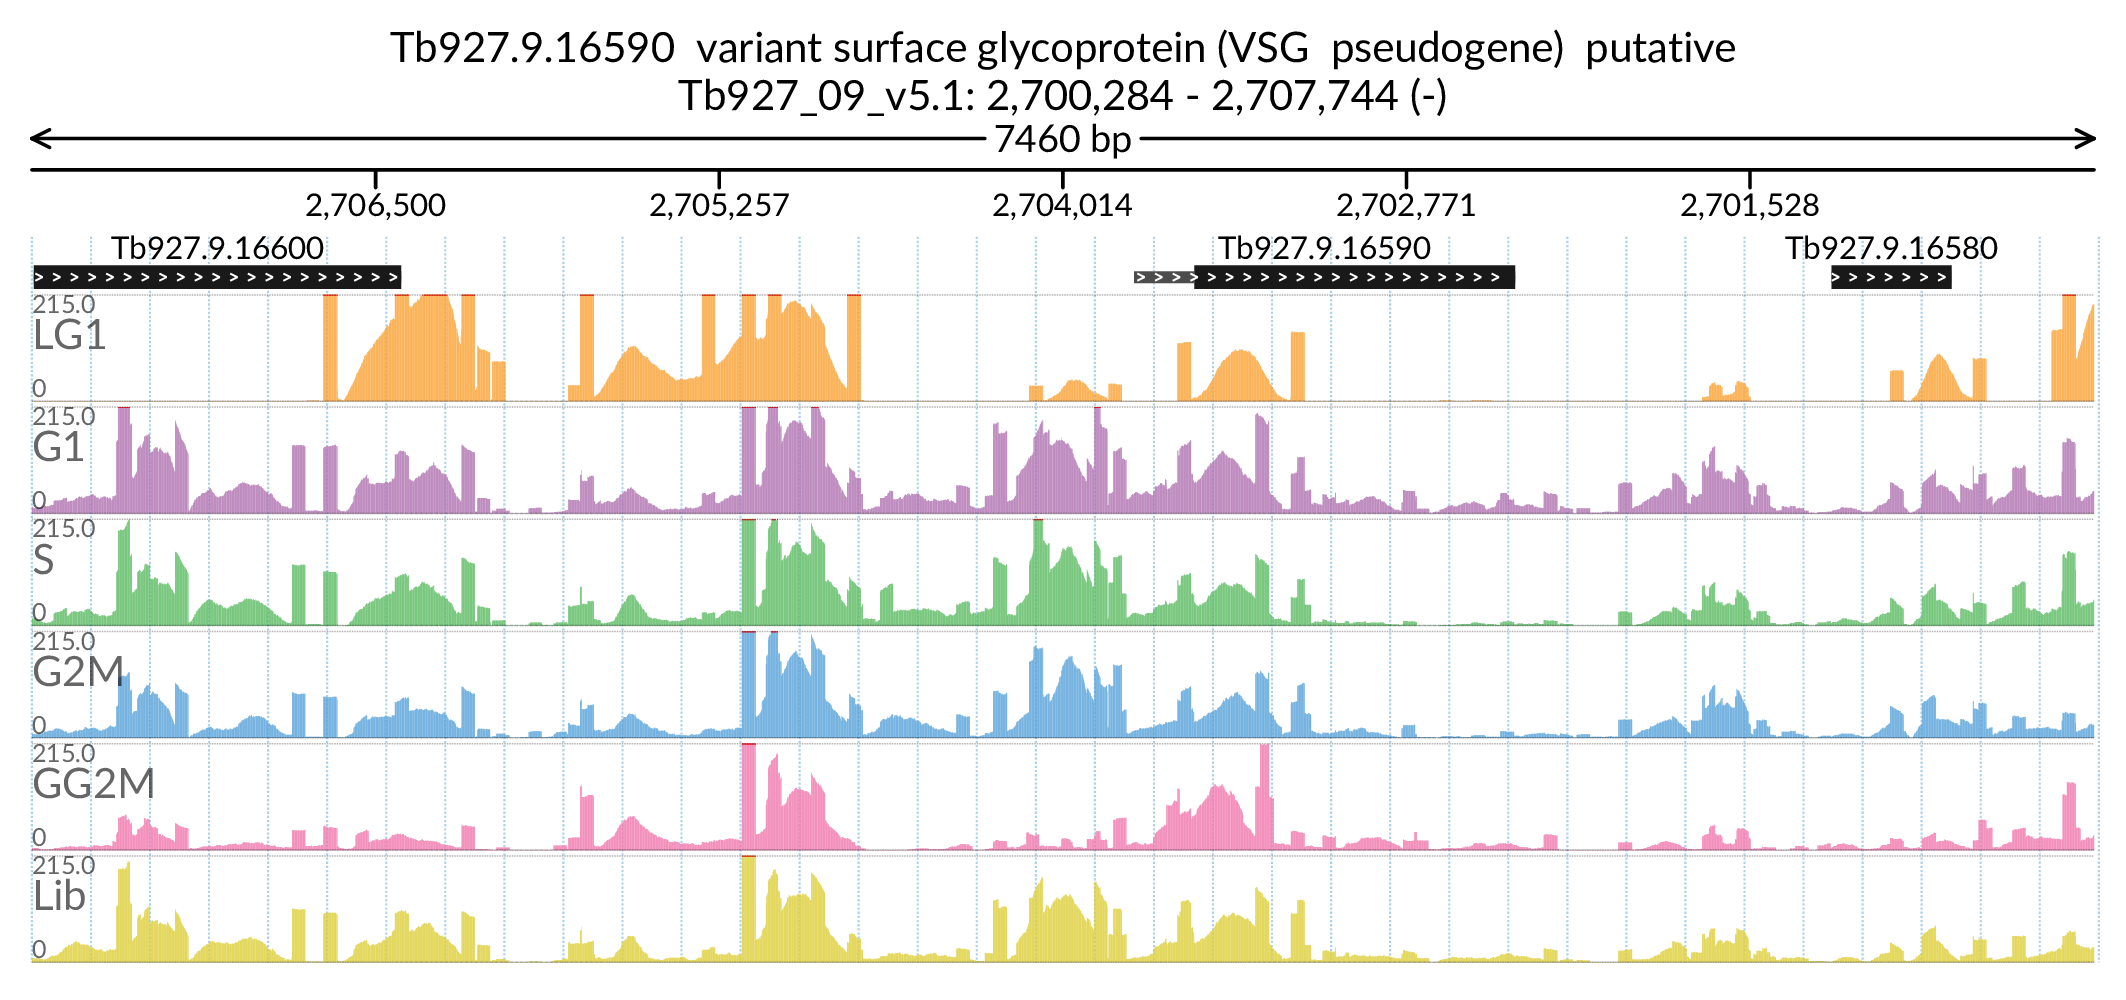 Tb927.9.16590  variant surface glycoprotein (VSG  pseudogene)  putative
Tb927_09_v5.1: 2,700,284 - 2,707,744 (-)
7460 bp
2,706,500 2,705,257 2,704,014 2,702,771 2,701,528
Tb927.9.16600 Tb927.9.16590 Tb927.9.16580
215.0
LG1
0
215.0
G1
0
215.0
S
0
215.0
G2M
0
215.0
GG2M
0
215.0
Lib
0